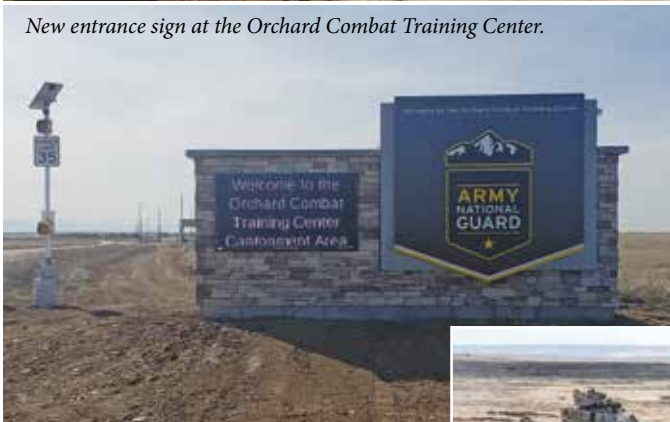 New entrance sign at the Orchard Combat Training Center.
35
Welcome to the
Orchard Combat
Training Center
Cantonment Area
ARMY
NATIONAL
GUARD